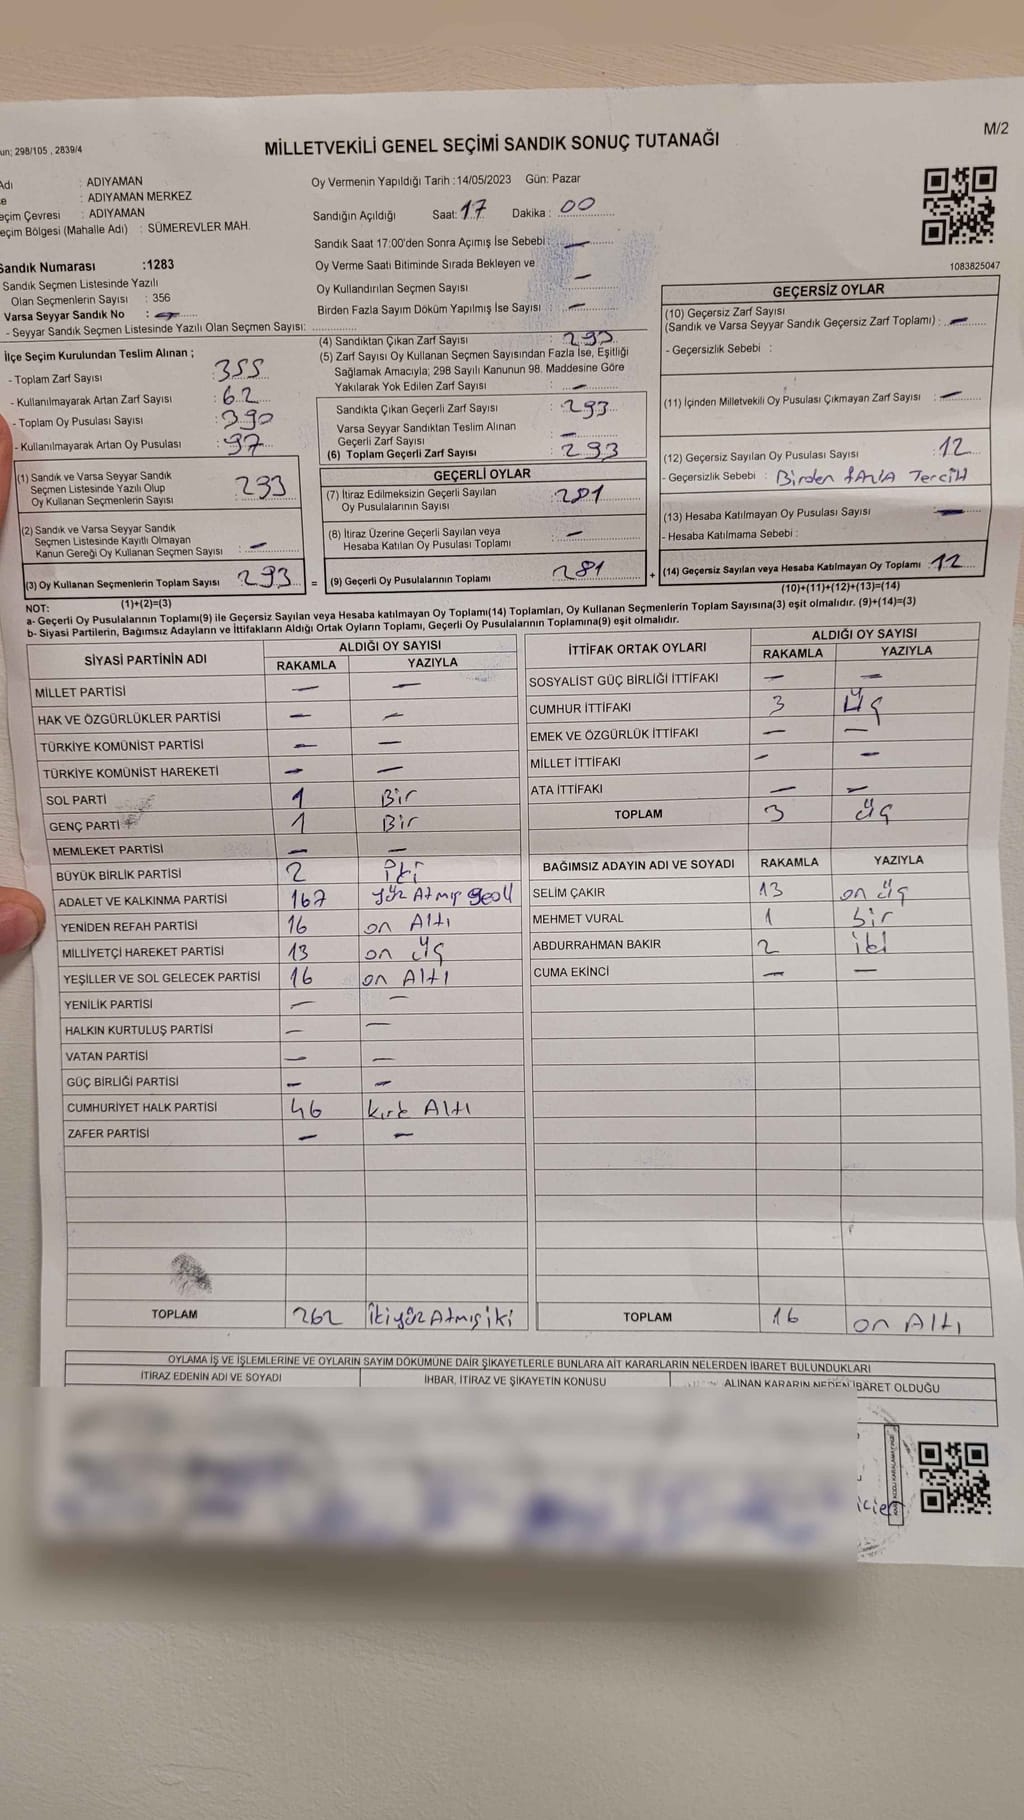 un; 298/105 , 2839/4
M/2
MİLLETVEKİLİ GENEL SEÇİMİ SANDIK SONUÇ TUTANAĞI
Adı : ADIYAMAN
e : ADIYAMAN MERKEZ
eçim Çevresi : ADIYAMAN
eçim Bölgesi (Mahalle Adı) : SÜMEREVLER MAH.
Sandık Numarası :1283
Sandık Seçmen Listesinde Yazılı
Olan Seçmenlerin Sayısı : 356
Varsa Seyyar Sandık No : —
- Seyyar Sandık Seçmen Listesinde Yazılı Olan Seçmen Sayısı: ..............
Oy Vermenin Yapıldığı Tarih :14/05/2023 Gün: Pazar
Sandığın Açıldığı Saat: 17 Dakika : 00
Sandık Saat 17:00'den Sonra Açımış İse Sebebi : —
Oy Verme Saati Bitiminde Sırada Bekleyen ve
Oy Kullandırılan Seçmen Sayısı —
Birden Fazla Sayım Döküm Yapılmış İse Sayısı : —
1083825047
İlçe Seçim Kurulundan Teslim Alınan ;
- Toplam Zarf Sayısı : 355
- Kullanılmayarak Artan Zarf Sayısı : 62
- Toplam Oy Pusulası Sayısı : 390
- Kullanılmayarak Artan Oy Pusulası : 97
(1) Sandık ve Varsa Seyyar Sandık
Seçmen Listesinde Yazılı Olup
Oy Kullanan Seçmenlerin Sayısı 293
(2) Sandık ve Varsa Seyyar Sandık
Seçmen Listesinde Kayıtlı Olmayan
Kanun Gereği Oy Kullanan Seçmen Sayısı : —
(3) Oy Kullanan Seçmenlerin Toplam Sayısı 293 =
(1)+(2)=(3)
(4) Sandıktan Çıkan Zarf Sayısı : 293
(5) Zarf Sayısı Oy Kullanan Seçmen Sayısından Fazla İse, Eşitliği
Sağlamak Amacıyla; 298 Sayılı Kanunun 98. Maddesine Göre
Yakılarak Yok Edilen Zarf Sayısı : —
Sandıkta Çıkan Geçerli Zarf Sayısı : 293
Varsa Seyyar Sandıktan Teslim Alınan
Geçerli Zarf Sayısı : —
(6) Toplam Geçerli Zarf Sayısı : 293
GEÇERLİ OYLAR
(7) İtiraz Edilmeksizin Geçerli Sayılan
Oy Pusulalarının Sayısı : 281
(8) İtiraz Üzerine Geçerli Sayılan veya
Hesaba Katılan Oy Pusulası Toplamı : —
(9) Geçerli Oy Pusulalarının Toplamı : 281 +
GEÇERSİZ OYLAR
(10) Geçersiz Zarf Sayısı
(Sandık ve Varsa Seyyar Sandık Geçersiz Zarf Toplamı) : —
- Geçersizlik Sebebi :
(11) İçinden Milletvekili Oy Pusulası Çıkmayan Zarf Sayısı : —
(12) Geçersiz Sayılan Oy Pusulası Sayısı : 12
- Geçersizlik Sebebi : Birden fAzlA TerciH
(13) Hesaba Katılmayan Oy Pusulası Sayısı : —
- Hesaba Katılmama Sebebi :
(14) Geçersiz Sayılan veya Hesaba Katılmayan Oy Toplamı : 12
(10)+(11)+(12)+(13)=(14)
NOT:
a- Geçerli Oy Pusulalarının Toplamı(9) ile Geçersiz Sayılan veya Hesaba katılmayan Oy Toplamı(14) Toplamları, Oy Kullanan Seçmenlerin Toplam Sayısına(3) eşit olmalıdır. (9)+(14)=(3)
b- Siyasi Partilerin, Bağımsız Adayların ve İttifakların Aldığı Ortak Oyların Toplamı, Geçerli Oy Pusulalarının Toplamına(9) eşit olmalıdır.
SİYASİ PARTİNİN ADI ALDIĞI OY SAYISI
RAKAMLA YAZIYLA
MİLLET PARTİSİ — —
HAK VE ÖZGÜRLÜKLER PARTİSİ — —
TÜRKİYE KOMÜNİST PARTİSİ — —
TÜRKİYE KOMÜNİST HAREKETİ — —
SOL PARTİ 1 Bir
GENÇ PARTİ 1 Bir
MEMLEKET PARTİSİ — —
BÜYÜK BİRLİK PARTİSİ 2 iki
ADALET VE KALKINMA PARTİSİ 167 yüz Atmış
YENİDEN REFAH PARTİSİ 16 on Altı
MİLLİYETÇİ HAREKET PARTİSİ 13 on üç
YEŞİLLER VE SOL GELECEK PARTİSİ 16 on Altı
YENİLİK PARTİSİ — —
HALKIN KURTULUŞ PARTİSİ — —
VATAN PARTİSİ — —
GÜÇ BİRLİĞİ PARTİSİ — —
CUMHURİYET HALK PARTİSİ 46 kırk Altı
ZAFER PARTİSİ — —
TOPLAM 262 ikiyüz Atmış iki
İTTİFAK ORTAK OYLARI ALDIĞI OY SAYISI
RAKAMLA YAZIYLA
SOSYALİST GÜÇ BİRLİĞİ İTTİFAKI — —
CUMHUR İTTİFAKI 3 üç
EMEK VE ÖZGÜRLÜK İTTİFAKI — —
MİLLET İTTİFAKI — —
ATA İTTİFAKI — —
TOPLAM 3 üç
BAĞIMSIZ ADAYIN ADI VE SOYADI RAKAMLA YAZIYLA
SELİM ÇAKIR 13 on üç
MEHMET VURAL 1 bir
ABDURRAHMAN BAKIR 2 iki
CUMA EKİNCİ — —
TOPLAM 16 on Altı
OYLAMA İŞ VE İŞLEMLERİNE VE OYLARIN SAYIM DÖKÜMÜNE DAİR ŞİKAYETLERLE BUNLARA AİT KARARLARIN NELERDEN İBARET BULUNDUKLARI
İTİRAZ EDENİN ADI VE SOYADI İHBAR, İTİRAZ VE ŞİKAYETİN KONUSU ALINAN KARARIN NEDEN İBARET OLDUĞU